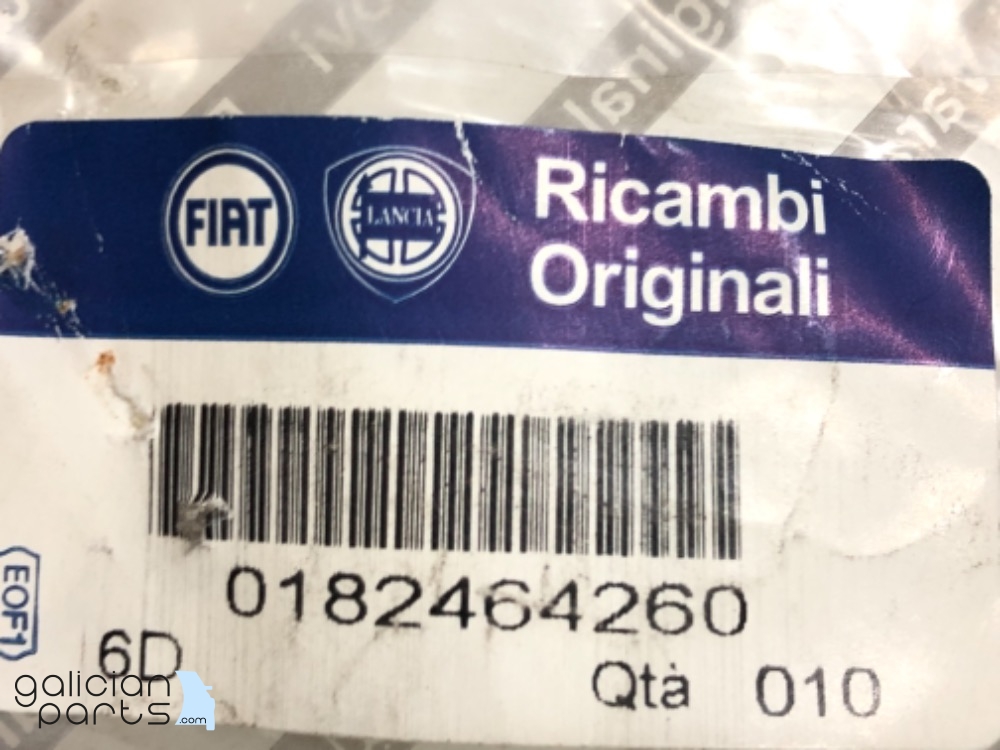 FIAT
LANCIA
Ricambi
Originali
0182464260
EOF1
6D
Qtà 010
galician
parts.com